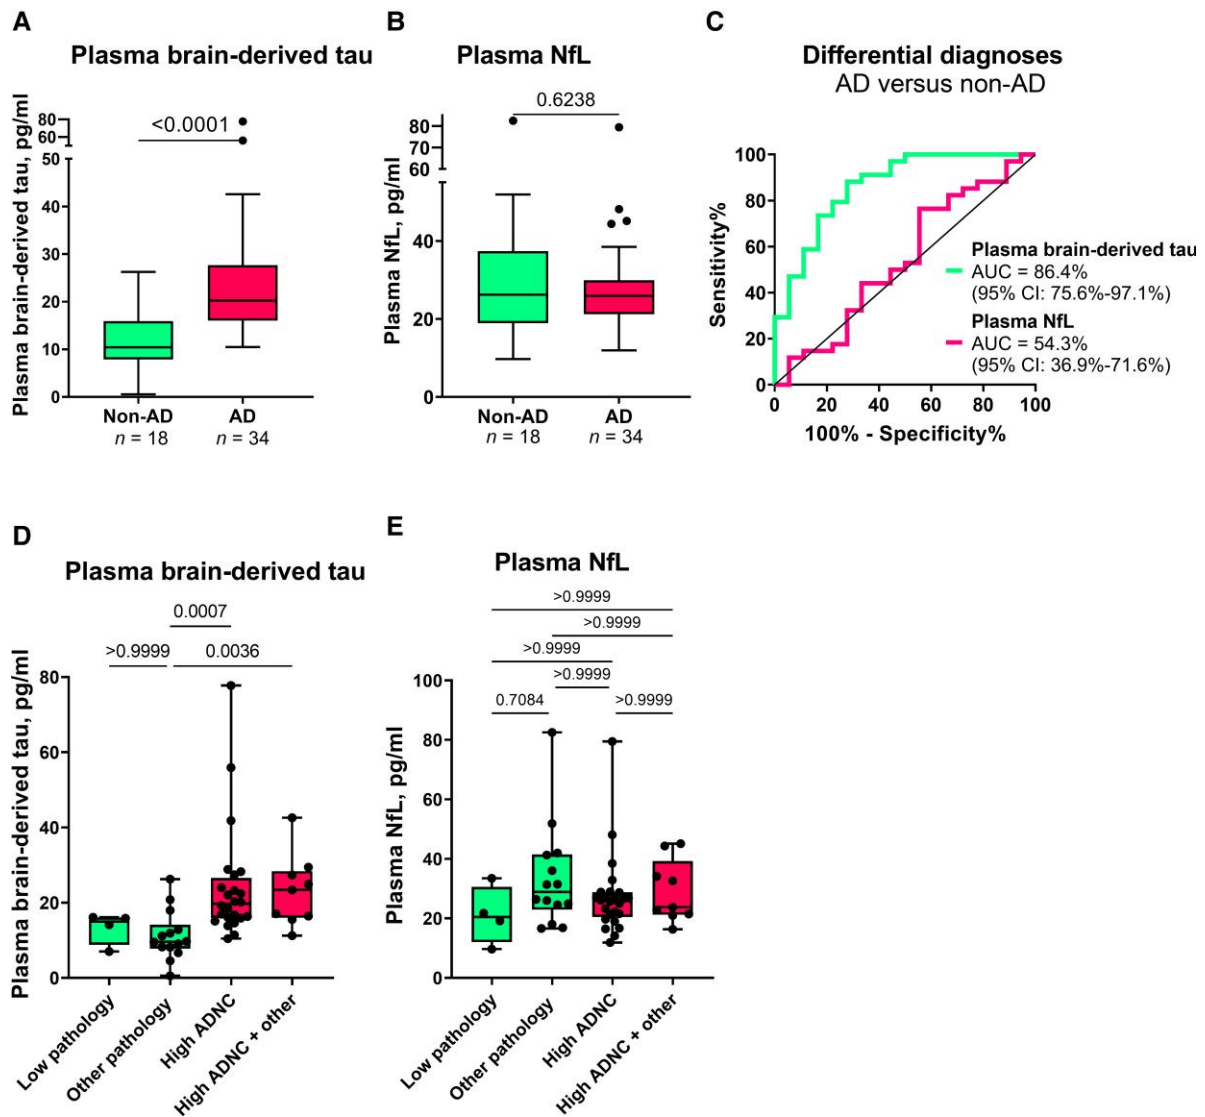 A
Plasma brain-derived tau
Plasma brain-derived tau, pg/ml
80
60
50
40
30
20
10
0
<0.0001
Non-AD
n = 18
AD
n = 34
B
Plasma NfL
Plasma NfL, pg/ml
80
70
60
40
20
0
0.6238
Non-AD
n = 18
AD
n = 34
C
Differential diagnoses
AD versus non-AD
Sensitivity%
100
80
60
40
20
0
0 20 40 60 80 100
100% - Specificity%
Plasma brain-derived tau
AUC = 86.4%
(95% CI: 75.6%-97.1%)
Plasma NfL
AUC = 54.3%
(95% CI: 36.9%-71.6%)
D
Plasma brain-derived tau
Plasma brain-derived tau, pg/ml
0.0007
>0.9999 0.0036
80
60
40
20
0
Low pathology
Other pathology
High ADNC
High ADNC + other
E
Plasma NfL
Plasma NfL, pg/ml
>0.9999
>0.9999
>0.9999
>0.9999
0.7084 >0.9999
100
80
60
40
20
0
Low pathology
Other pathology
High ADNC
High ADNC + other